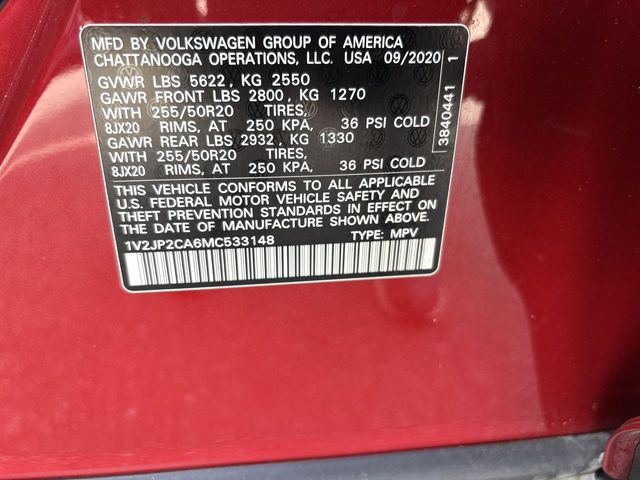 MFD BY VOLKSWAGEN GROUP OF AMERICA
CHATTANOOGA OPERATIONS, LLC. USA 09/2020
GVWR LBS 5622, KG 2550
GAWR FRONT LBS 2800, KG 1270
WITH 255/50R20 TIRES,
8JX20 RIMS, AT 250 KPA, 36 PSI COLD
GAWR REAR LBS 2932, KG 1330
WITH 255/50R20 TIRES,
8JX20 RIMS, AT 250 KPA, 36 PSI COLD
THIS VEHICLE CONFORMS TO ALL APPLICABLE
U.S. FEDERAL MOTOR VEHICLE SAFETY AND
THEFT PREVENTION STANDARDS IN EFFECT ON
THE DATE OF MANUFACTURE SHOWN ABOVE.
1V2JP2CA6MC533148 TYPE: MPV
3840441 1